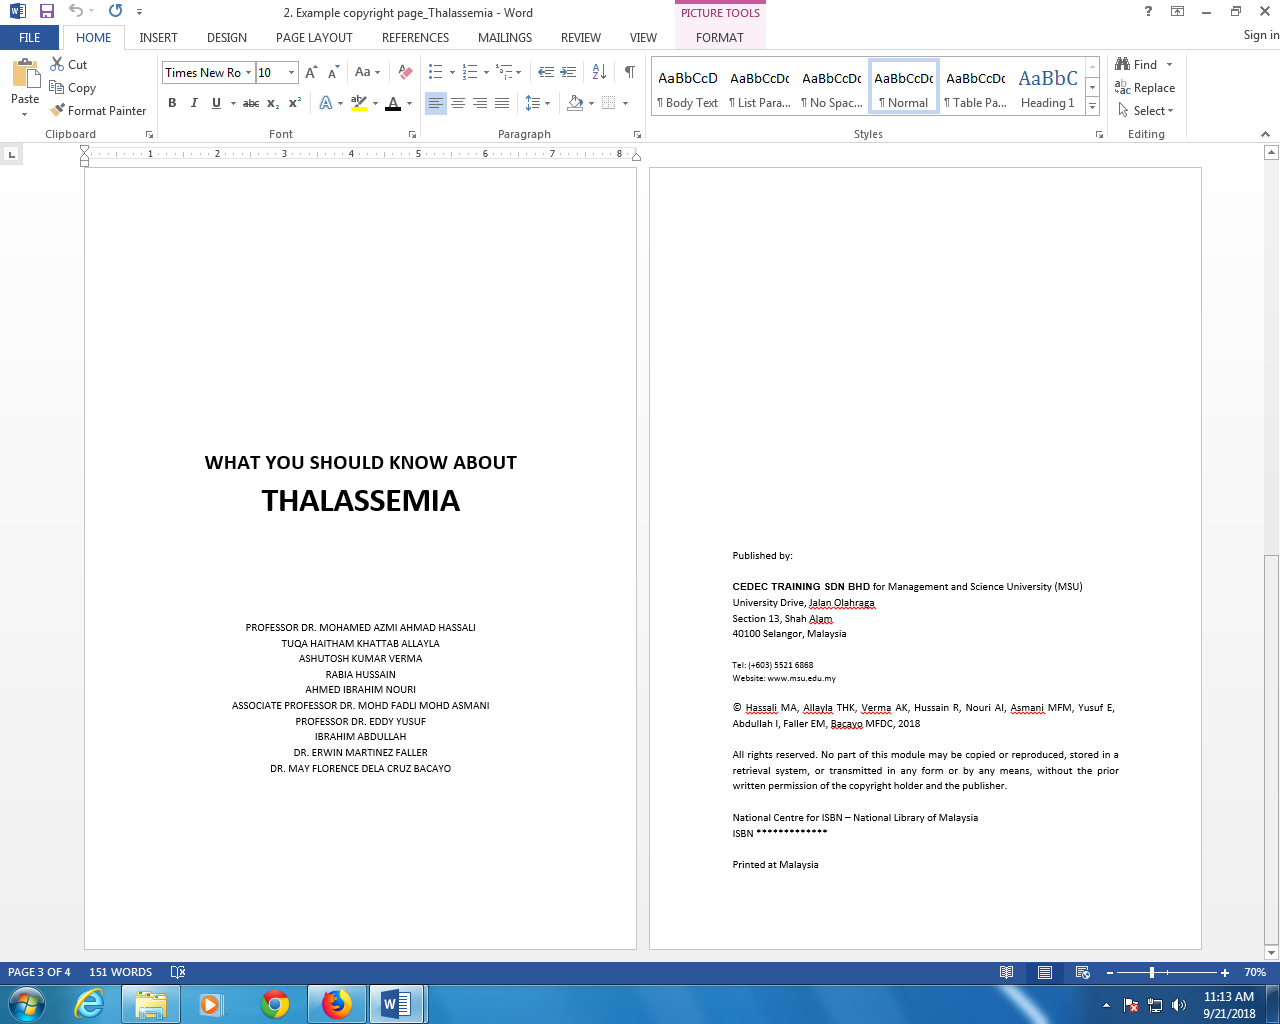 2. Example copyright page_Thalassemia - Word
PICTURE TOOLS
Sign in
FILE HOME INSERT DESIGN PAGE LAYOUT REFERENCES MAILINGS REVIEW VIEW FORMAT
Paste
Cut
Copy
Format Painter
Clipboard
Times New Ro 10
Font
Paragraph
AaBbCcD AaBbCcDc AaBbCcDc AaBbCcDc AaBbCcDc AaBbC
¶ Body Text ¶ List Para... ¶ No Spac... ¶ Normal ¶ Table Pa... Heading 1
Styles
Find
Replace
Select
Editing
1 2 3 4 5 6 7 8
WHAT YOU SHOULD KNOW ABOUT
THALASSEMIA
PROFESSOR DR. MOHAMED AZMI AHMAD HASSALI
TUQA HAITHAM KHATTAB ALLAYLA
ASHUTOSH KUMAR VERMA
RABIA HUSSAIN
AHMED IBRAHIM NOURI
ASSOCIATE PROFESSOR DR. MOHD FADLI MOHD ASMANI
PROFESSOR DR. EDDY YUSUF
IBRAHIM ABDULLAH
DR. ERWIN MARTINEZ FALLER
DR. MAY FLORENCE DELA CRUZ BACAYO
Published by:
CEDEC TRAINING SDN BHD for Management and Science University (MSU)
University Drive, Jalan Olahraga
Section 13, Shah Alam
40100 Selangor, Malaysia
Tel: (+603) 5521 6868
Website: www.msu.edu.my
© Hassali MA, Allayla THK, Verma AK, Hussain R, Nouri AI, Asmani MFM, Yusuf E,
Abdullah I, Faller EM, Bacayo MFDC, 2018
All rights reserved. No part of this module may be copied or reproduced, stored in a
retrieval system, or transmitted in any form or by any means, without the prior
written permission of the copyright holder and the publisher.
National Centre for ISBN – National Library of Malaysia
ISBN *************
Printed at Malaysia
PAGE 3 OF 4 151 WORDS 70%
11:13 AM
9/21/2018